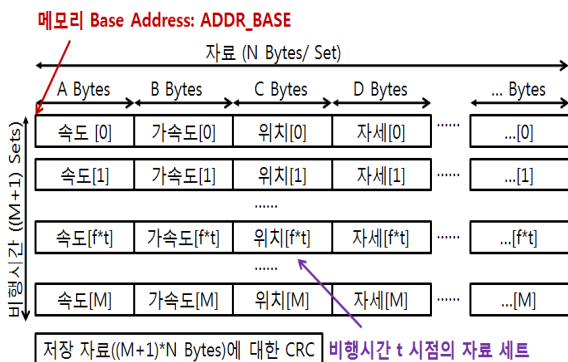 메모리 Base Address: ADDR_BASE
자료 (N Bytes/ Set)
A Bytes B Bytes C Bytes D Bytes ... Bytes
비행시간 ((M+1) Sets)
속도 [0] 가속도[0] 위치[0] 자세[0] ...... ...[0]
속도[1] 가속도[1] 위치[1] 자세[1] ...... ...[1]
......
속도[f*t] 가속도[f*t] 위치[f*t] 자세[f*t] ...... ...[f*t]
......
속도[M] 가속도[M] 위치[M] 자세[M] ...... ...[M]
저장 자료((M+1)*N Bytes)에 대한 CRC 비행시간 t 시점의 자료 세트